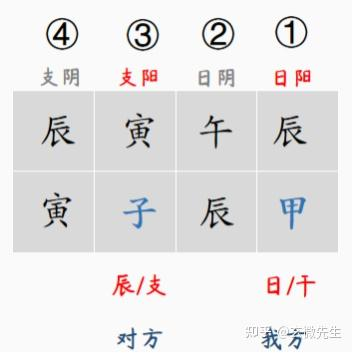 ④ ③ ② ①
支阴 支阳 日阴 日阳
辰 寅 午 辰
寅 子 辰 甲
辰/支 日/干
对方 我方
知乎 @玄微先生